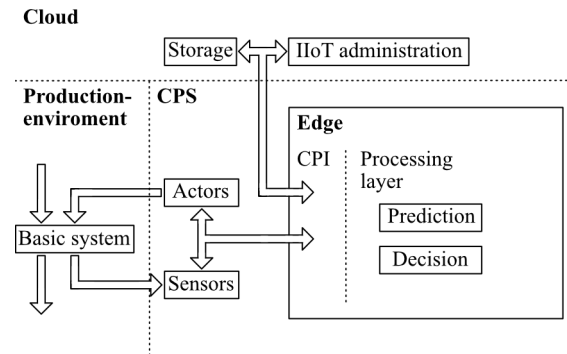 Cloud
Storage
IIoT administration
Production-
enviroment
CPS
Edge
CPI
Processing
layer
Actors
Prediction
Basic system
Decision
Sensors